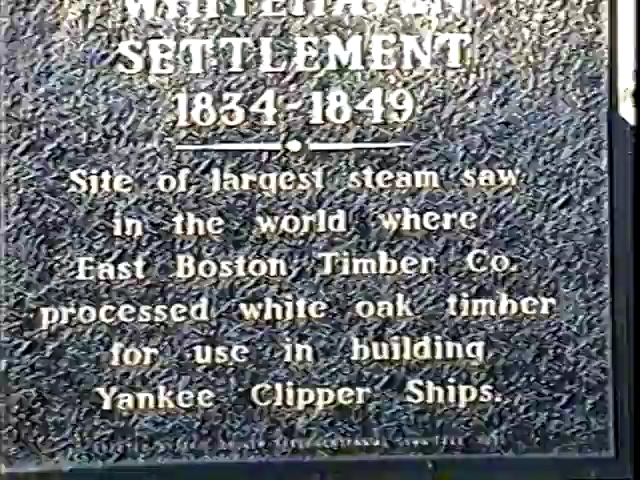 WHITEHAVEN
SETTLEMENT
1834-1849
Site of largest steam saw
in the world where
East Boston Timber Co.
processed white oak timber
for use in building
Yankee Clipper Ships.